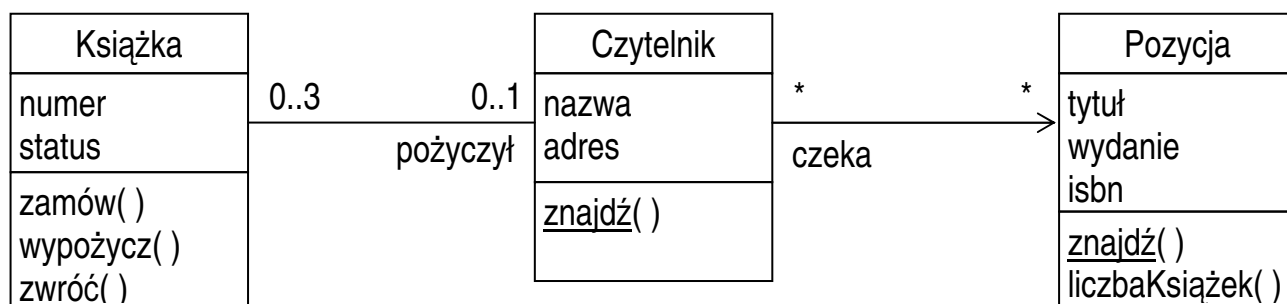 Książka
numer
status
zamów( )
wypożycz( )
zwróć( )
0..3
0..1
pożyczył
Czytelnik
nazwa
adres
znajdź( )
*
*
czeka
Pozycja
tytuł
wydanie
isbn
znajdź( )
liczbaKsiążek( )